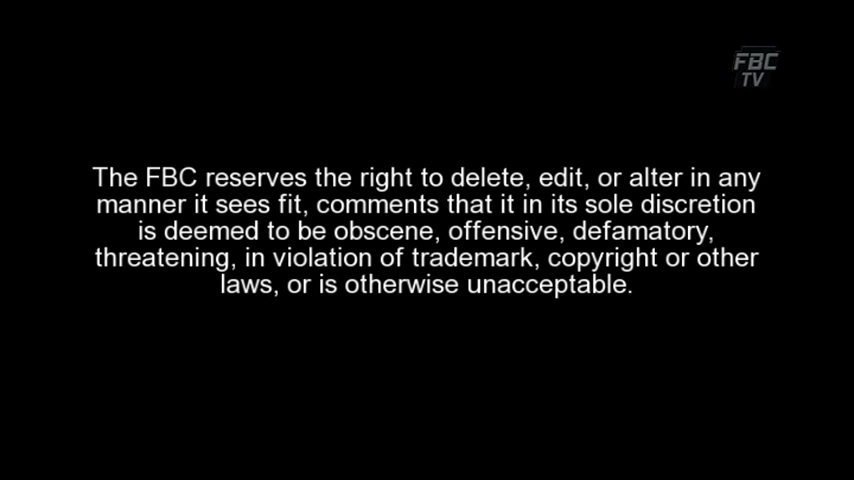 FBC
TV
The FBC reserves the right to delete, edit, or alter in any
manner it sees fit, comments that it in its sole discretion
is deemed to be obscene, offensive, defamatory,
threatening, in violation of trademark, copyright or other
laws, or is otherwise unacceptable.